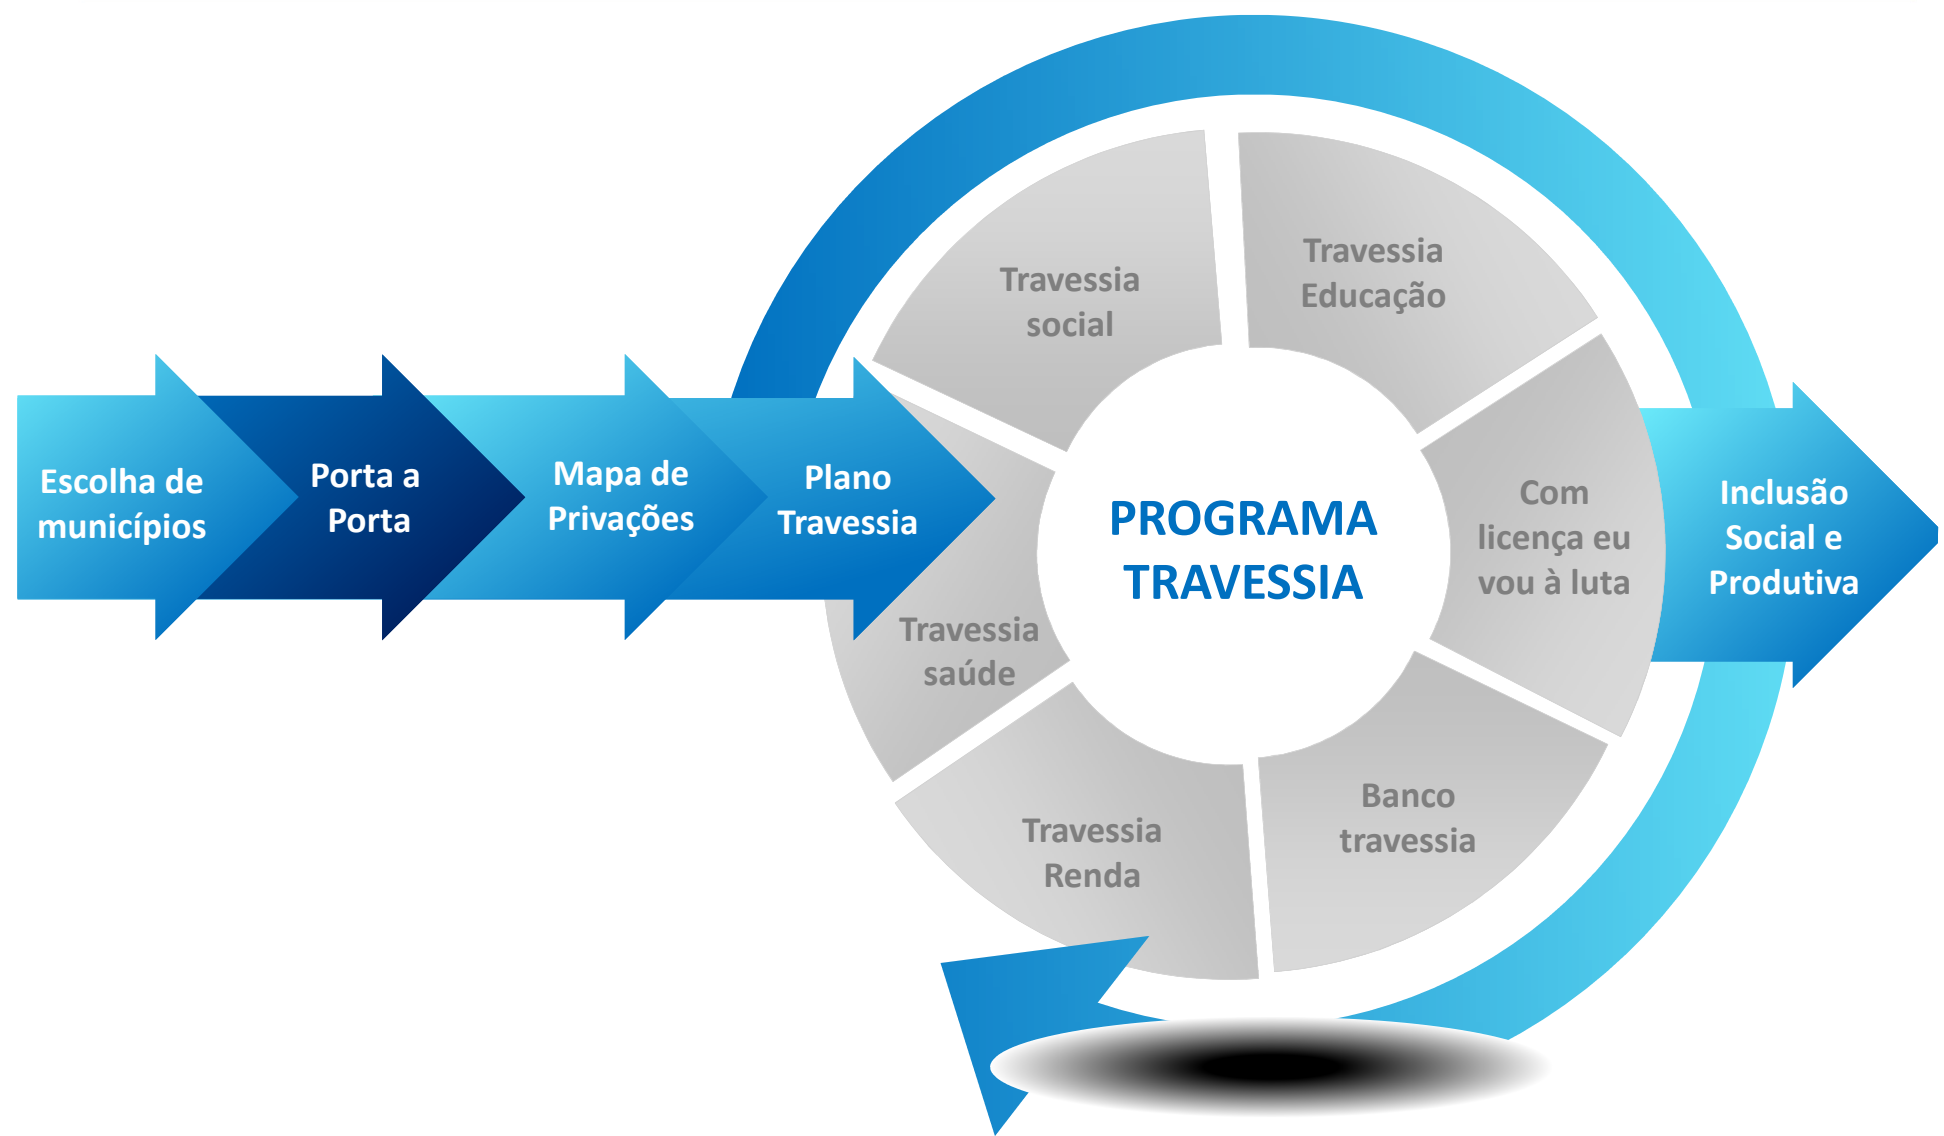 Escolha de
municípios
Porta a
Porta
Mapa de
Privações
Plano
Travessia
Travessia
social
Travessia
Educação
Com
licença eu
vou à luta
Banco
travessia
Travessia
Renda
Travessia
saúde
PROGRAMA
TRAVESSIA
Inclusão
Social e
Produtiva